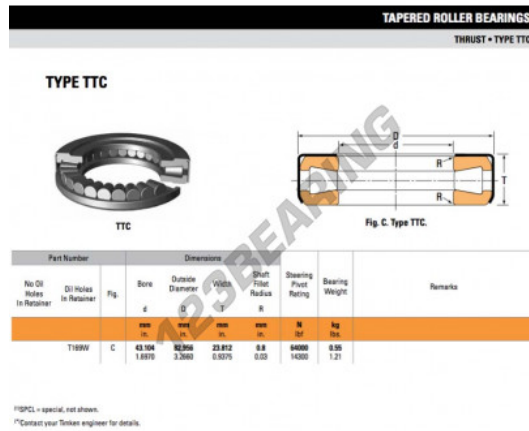 TAPERED ROLLER BEARINGS
THRUST • TYPE TTC
TYPE TTC
TTC
D
d
R
T
R
Fig. C. Type TTC.
123BEARING
Part Number Dimensions
No Oil Holes In Retainer Oil Holes In Retainer Fig. Bore Outside Diameter Width Shaft Fillet Radius Steering Pivot Rating Bearing Weight Remarks
d D T R
mm mm mm mm N kg
in. in. in. in. lbf lbs.
T169W C 43.104 82.956 23.812 0.8 64000 0.55
1.6970 3.2660 0.9375 0.03 14300 1.21
SPCL = special, not shown.
Contact your Timken engineer for details.